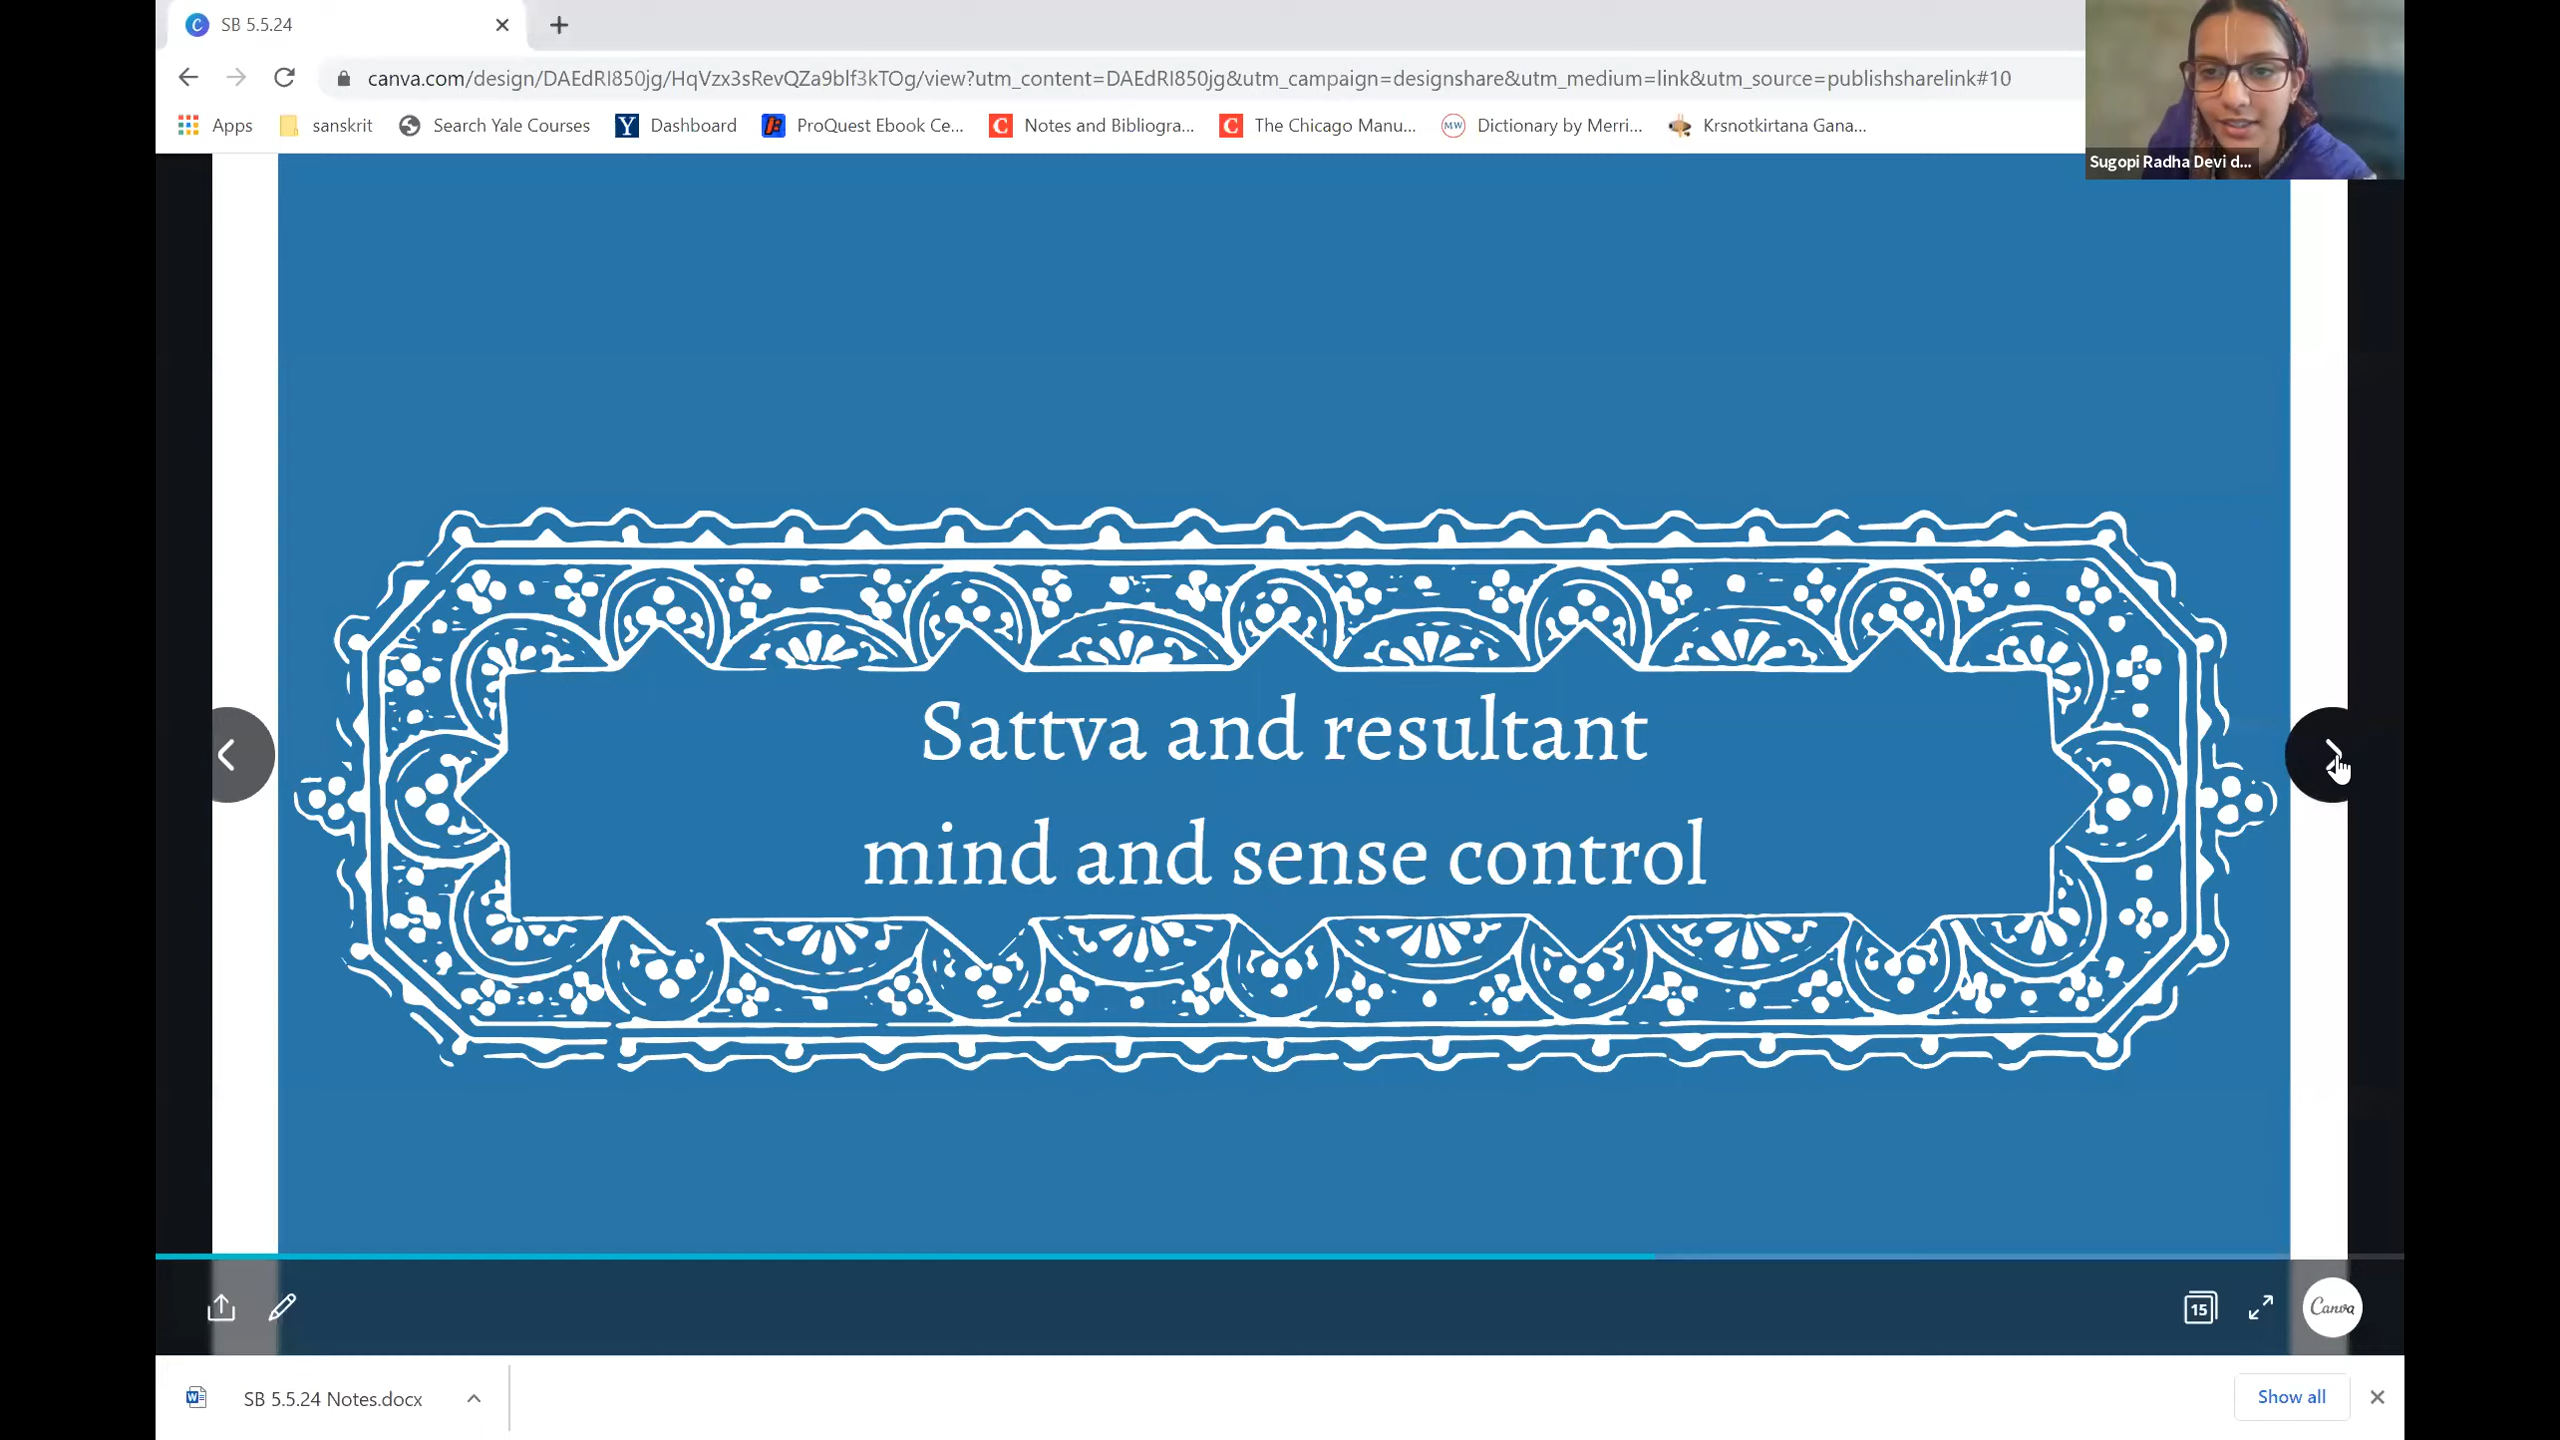 SB 5.5.24
canva.com/design/DAEdRI850jg/HqVzx3sRevQZa9blf3kTOg/view?utm_content=DAEdRI850jg&utm_campaign=designshare&utm_medium=link&utm_source=publishsharelink#10
Apps sanskrit Search Yale Courses Dashboard ProQuest Ebook Ce... Notes and Bibliogra... The Chicago Manu... Dictionary by Merri... Krsnotkirtana Gana...
Sugopi Radha Devi d...
Sattva and resultant
mind and sense control
15 Canva
SB 5.5.24 Notes.docx Show all